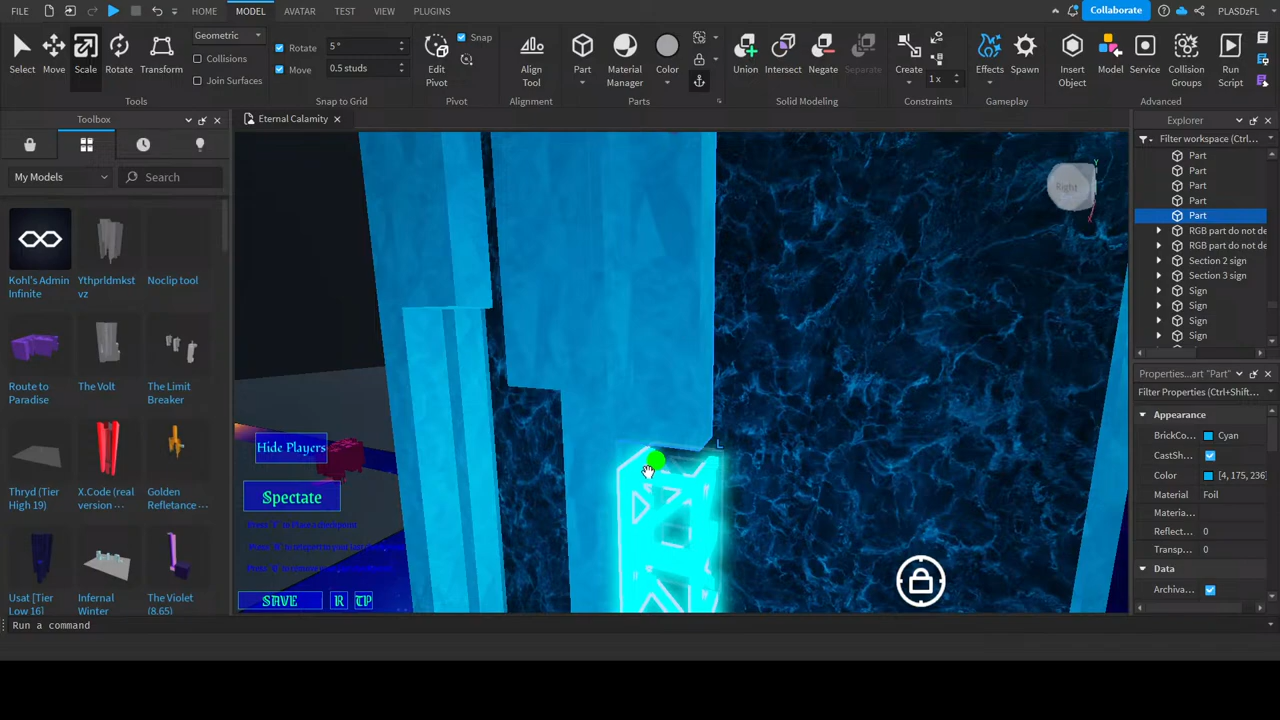 FILE HOME MODEL AVATAR TEST VIEW PLUGINS Collaborate PLASDzFL
Select Move Scale Rotate Transform
Geometric
Collisions
Join Surfaces
Rotate 5 °
Move 0.5 studs
Edit Pivot
Snap
Align Tool
Part Material Manager Color
Union Intersect Negate Separate
Create
1 x
Effects Spawn
Insert Object Model Service Collision Groups Run Script
Tools Snap to Grid Pivot Alignment Parts Solid Modeling Constraints Gameplay Advanced
Toolbox
Eternal Calamity
Explorer
My Models Search
Filter workspace (Ctrl...
Kohl's Admin Infinite
Ythprldmkst vz
Noclip tool
Route to Paradise
The Volt
The Limit Breaker
Thryd (Tier High 19)
X.Code (real version ...
Golden Refletance ...
Usat [Tier Low 16]
Infernal Winter
The Violet (8.65)
Right
Y
Hide Players
Spectate
SAVE R TP
L
Part
Part
Part
Part
Part
RGB part do not de
RGB part do not de
Section 2 sign
Section 3 sign
Sign
Sign
Sign
Sign
Properties...art "Part"
Filter Properties (Ctrl+Shift...
Appearance
BrickCo... Cyan
CastSh...
Color [4, 175, 236]
Material Foil
Materia...
Reflect... 0
Transp... 0
Data
Archiva...
Run a command